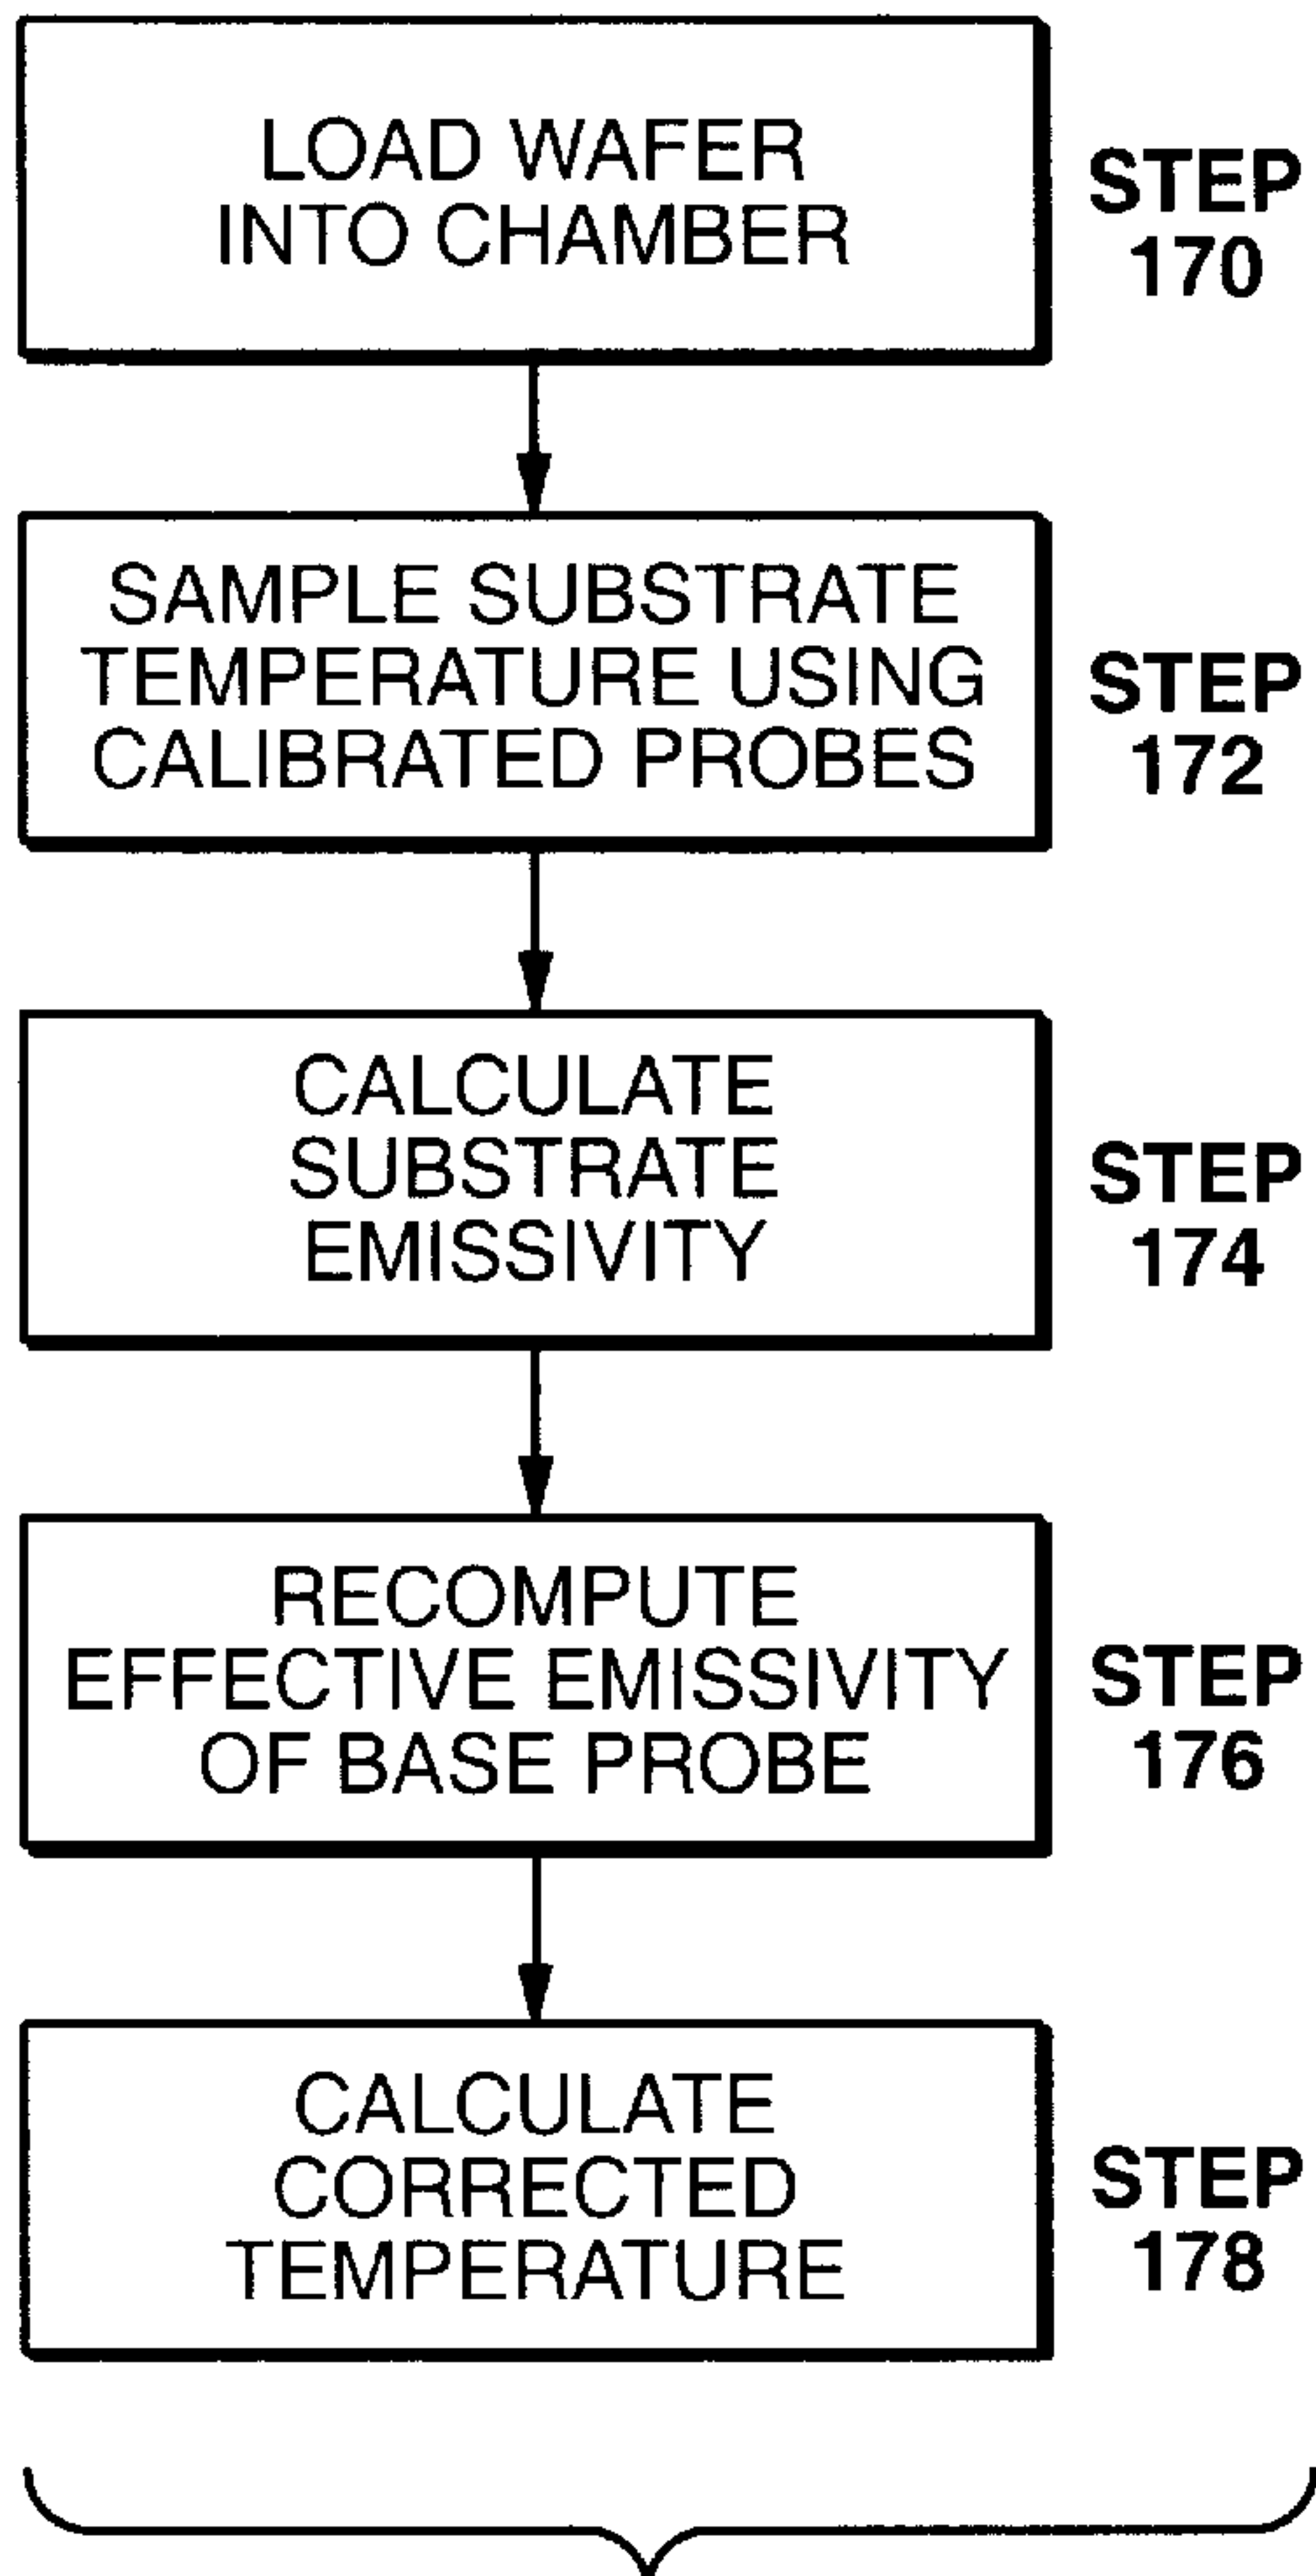 LOAD WAFER
INTO CHAMBER
STEP
170
SAMPLE SUBSTRATE
TEMPERATURE USING
CALIBRATED PROBES
STEP
172
CALCULATE
SUBSTRATE
EMISSIVITY
STEP
174
RECOMPUTE
EFFECTIVE EMISSIVITY
OF BASE PROBE
STEP
176
CALCULATE
CORRECTED
TEMPERATURE
STEP
178